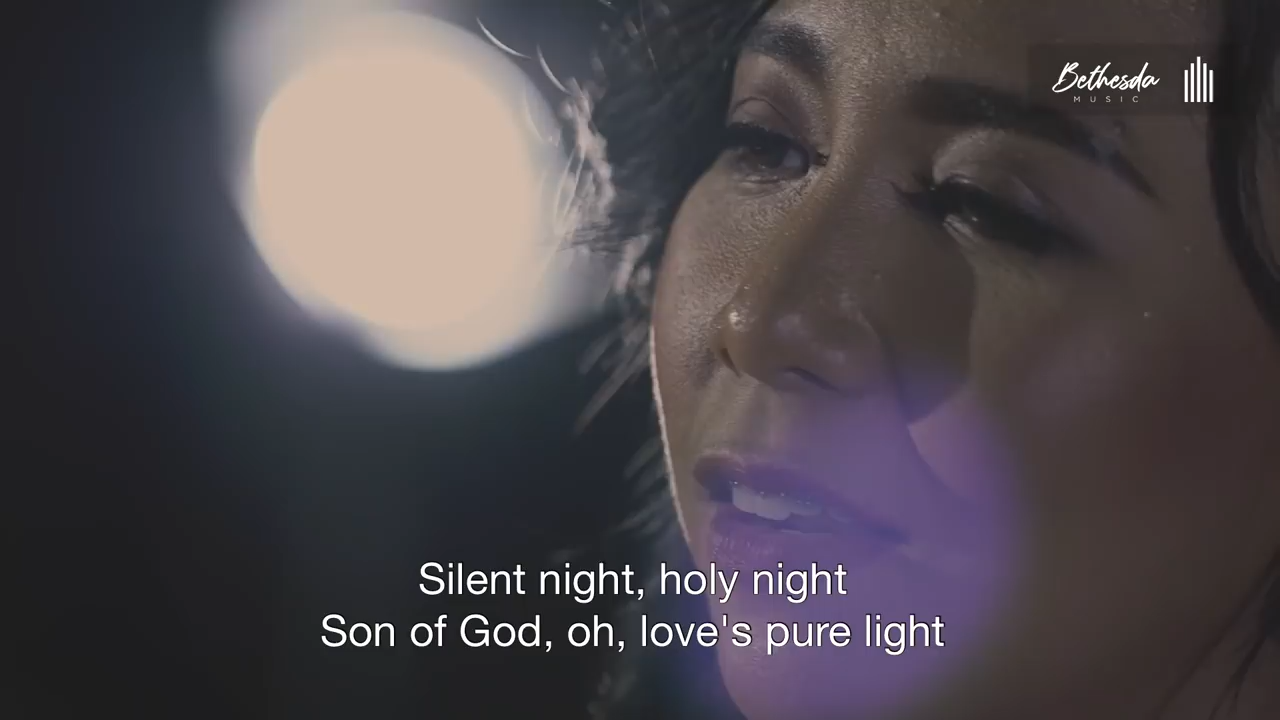 Bethesda
MUSIC
Silent night, holy night
Son of God, oh, love's pure light